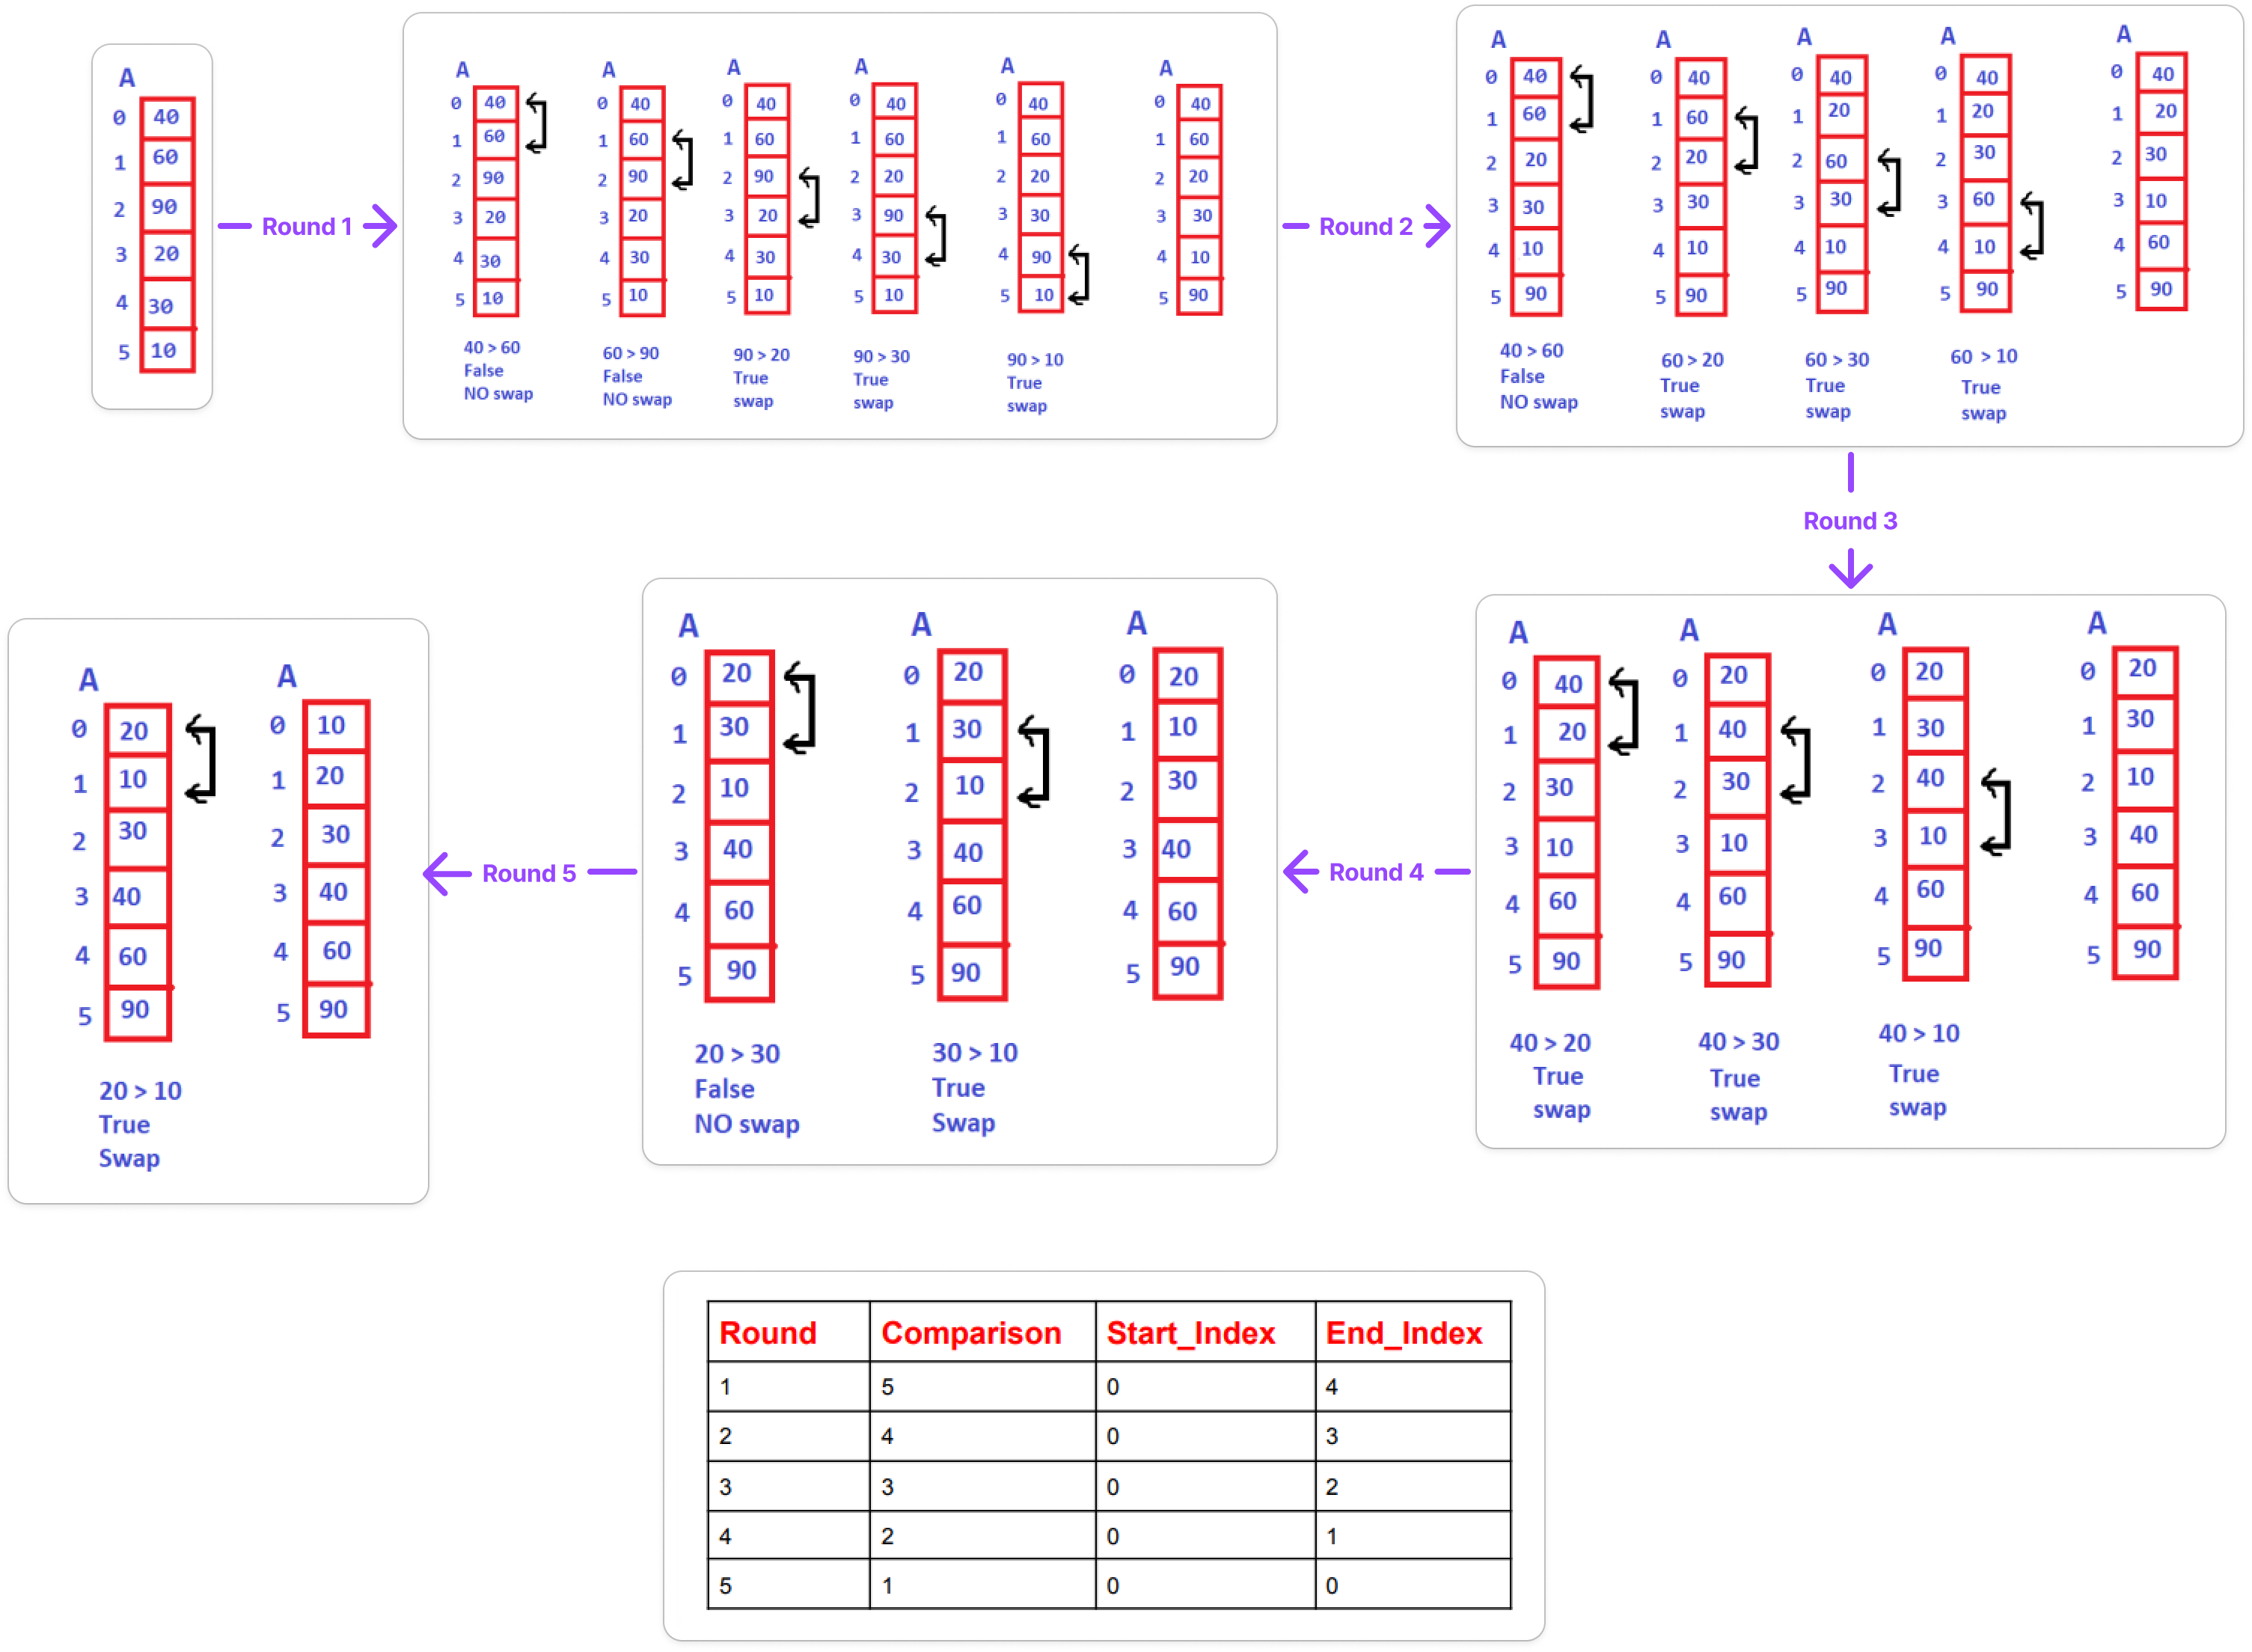 A
0 40
1 60
2 90
3 20
4 30
5 10
Round 1
A A A A A A
0 40 0 40 0 40 0 40 0 40 0 40
1 60 1 60 1 60 1 60 1 60 1 60
2 90 2 90 2 90 2 20 2 20 2 20
3 20 3 20 3 20 3 90 3 30 3 30
4 30 4 30 4 30 4 30 4 90 4 10
5 10 5 10 5 10 5 10 5 10 5 90
40 > 60 60 > 90 90 > 20 90 > 30 90 > 10
False False True True True
NO swap NO swap swap swap swap
Round 2
A A A A A
0 40 0 40 0 40 0 40 0 40
1 60 1 60 1 20 1 20 1 20
2 20 2 20 2 60 2 30 2 30
3 30 3 30 3 30 3 60 3 10
4 10 4 10 4 10 4 10 4 60
5 90 5 90 5 90 5 90 5 90
40 > 60 60 > 20 60 > 30 60 > 10
False True True True
NO swap swap swap swap
Round 3
A A A A
0 40 0 20 0 20 0 20
1 20 1 40 1 30 1 30
2 30 2 30 2 40 2 10
3 10 3 10 3 10 3 40
4 60 4 60 4 60 4 60
5 90 5 90 5 90 5 90
40 > 20 40 > 30 40 > 10
True True True
swap swap swap
Round 4
A A A
0 20 0 20 0 20
1 30 1 30 1 10
2 10 2 10 2 30
3 40 3 40 3 40
4 60 4 60 4 60
5 90 5 90 5 90
20 > 30 30 > 10
False True
NO swap Swap
Round 5
A A
0 20 0 10
1 10 1 20
2 30 2 30
3 40 3 40
4 60 4 60
5 90 5 90
20 > 10
True
Swap
Round Comparison Start_Index End_Index
1 5 0 4
2 4 0 3
3 3 0 2
4 2 0 1
5 1 0 0